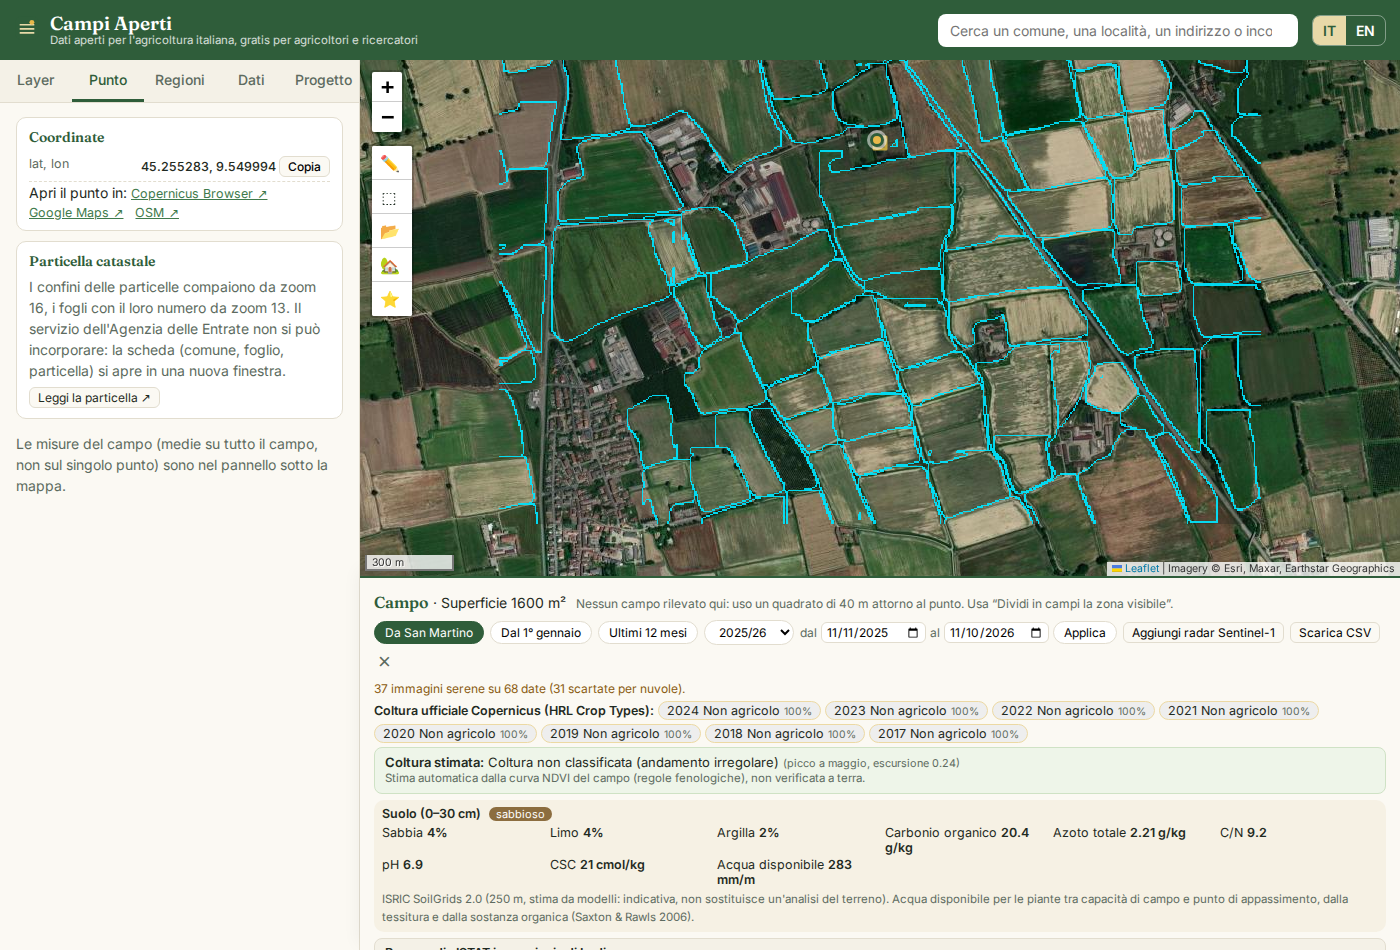 Campi Aperti
Dati aperti per l'agricoltura italiana, gratis per agricoltori e ricercatori
Cerca un comune, una località, un indirizzo o inco
IT EN
Layer Punto Regioni Dati Progetto
Coordinate
lat, lon 45.255283, 9.549994 Copia
Apri il punto in: Copernicus Browser ↗
Google Maps ↗ OSM ↗
Particella catastale
I confini delle particelle compaiono da zoom
16, i fogli con il loro numero da zoom 13. Il
servizio dell'Agenzia delle Entrate non si può
incorporare: la scheda (comune, foglio,
particella) si apre in una nuova finestra.
Leggi la particella ↗
Le misure del campo (medie su tutto il campo,
non sul singolo punto) sono nel pannello sotto la
mappa.
+
−
300 m
Leaflet | Imagery © Esri, Maxar, Earthstar Geographics
Campo · Superficie 1600 m² Nessun campo rilevato qui: uso un quadrato di 40 m attorno al punto. Usa “Dividi in campi la zona visibile”.
Da San Martino Dal 1° gennaio Ultimi 12 mesi 2025/26 dal 11/11/2025 al 11/10/2026 Applica Aggiungi radar Sentinel-1 Scarica CSV
✕
37 immagini serene su 68 date (31 scartate per nuvole).
Coltura ufficiale Copernicus (HRL Crop Types): 2024 Non agricolo 100% 2023 Non agricolo 100% 2022 Non agricolo 100% 2021 Non agricolo 100%
2020 Non agricolo 100% 2019 Non agricolo 100% 2018 Non agricolo 100% 2017 Non agricolo 100%
Coltura stimata: Coltura non classificata (andamento irregolare) (picco a maggio, escursione 0.24)
Stima automatica dalla curva NDVI del campo (regole fenologiche), non verificata a terra.
Suolo (0–30 cm) sabbioso
Sabbia 4% Limo 4% Argilla 2% Carbonio organico 20.4 g/kg Azoto totale 2.21 g/kg C/N 9.2
pH 6.9 CSC 21 cmol/kg Acqua disponibile 283 mm/m
ISRIC SoilGrids 2.0 (250 m, stima da modelli: indicativa, non sostituisce un'analisi del terreno). Acqua disponibile per le piante tra capacità di campo e punto di appassimento, dalla
tessitura e dalla sostanza organica (Saxton & Rawls 2006).